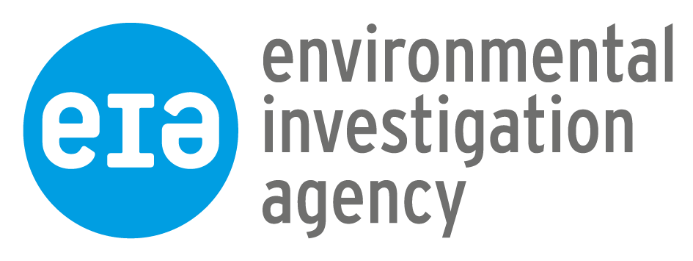 eia
environmental
investigation
agency